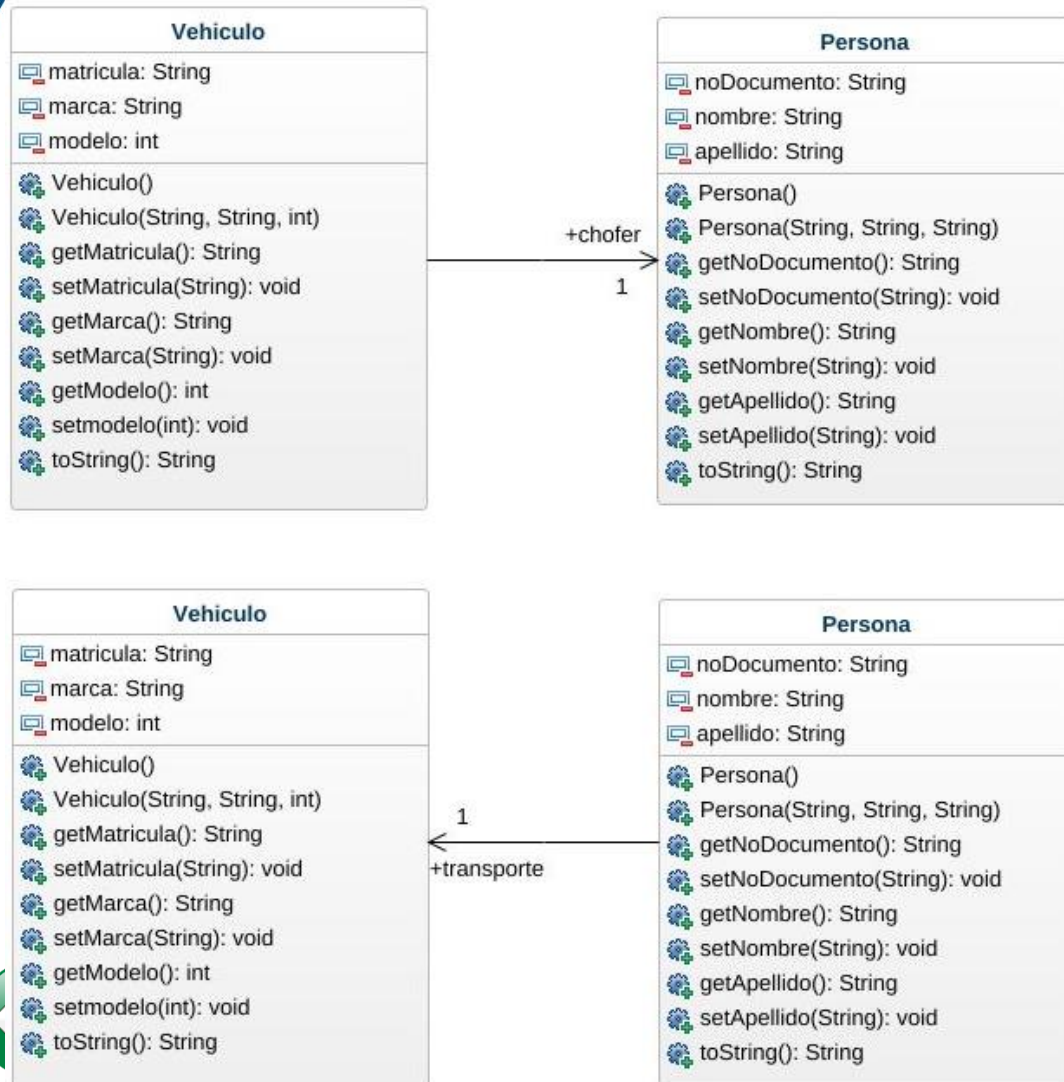 Vehiculo
matricula: String
marca: String
modelo: int
Vehiculo()
Vehiculo(String, String, int)
getMatricula(): String
setMatricula(String): void
getMarca(): String
setMarca(String): void
getModelo(): int
setmodelo(int): void
toString(): String
+chofer
1
Persona
noDocumento: String
nombre: String
apellido: String
Persona()
Persona(String, String, String)
getNoDocumento(): String
setNoDocumento(String): void
getNombre(): String
setNombre(String): void
getApellido(): String
setApellido(String): void
toString(): String
Vehiculo
matricula: String
marca: String
modelo: int
Vehiculo()
Vehiculo(String, String, int)
getMatricula(): String
setMatricula(String): void
getMarca(): String
setMarca(String): void
getModelo(): int
setmodelo(int): void
toString(): String
1
+transporte
Persona
noDocumento: String
nombre: String
apellido: String
Persona()
Persona(String, String, String)
getNoDocumento(): String
setNoDocumento(String): void
getNombre(): String
setNombre(String): void
getApellido(): String
setApellido(String): void
toString(): String